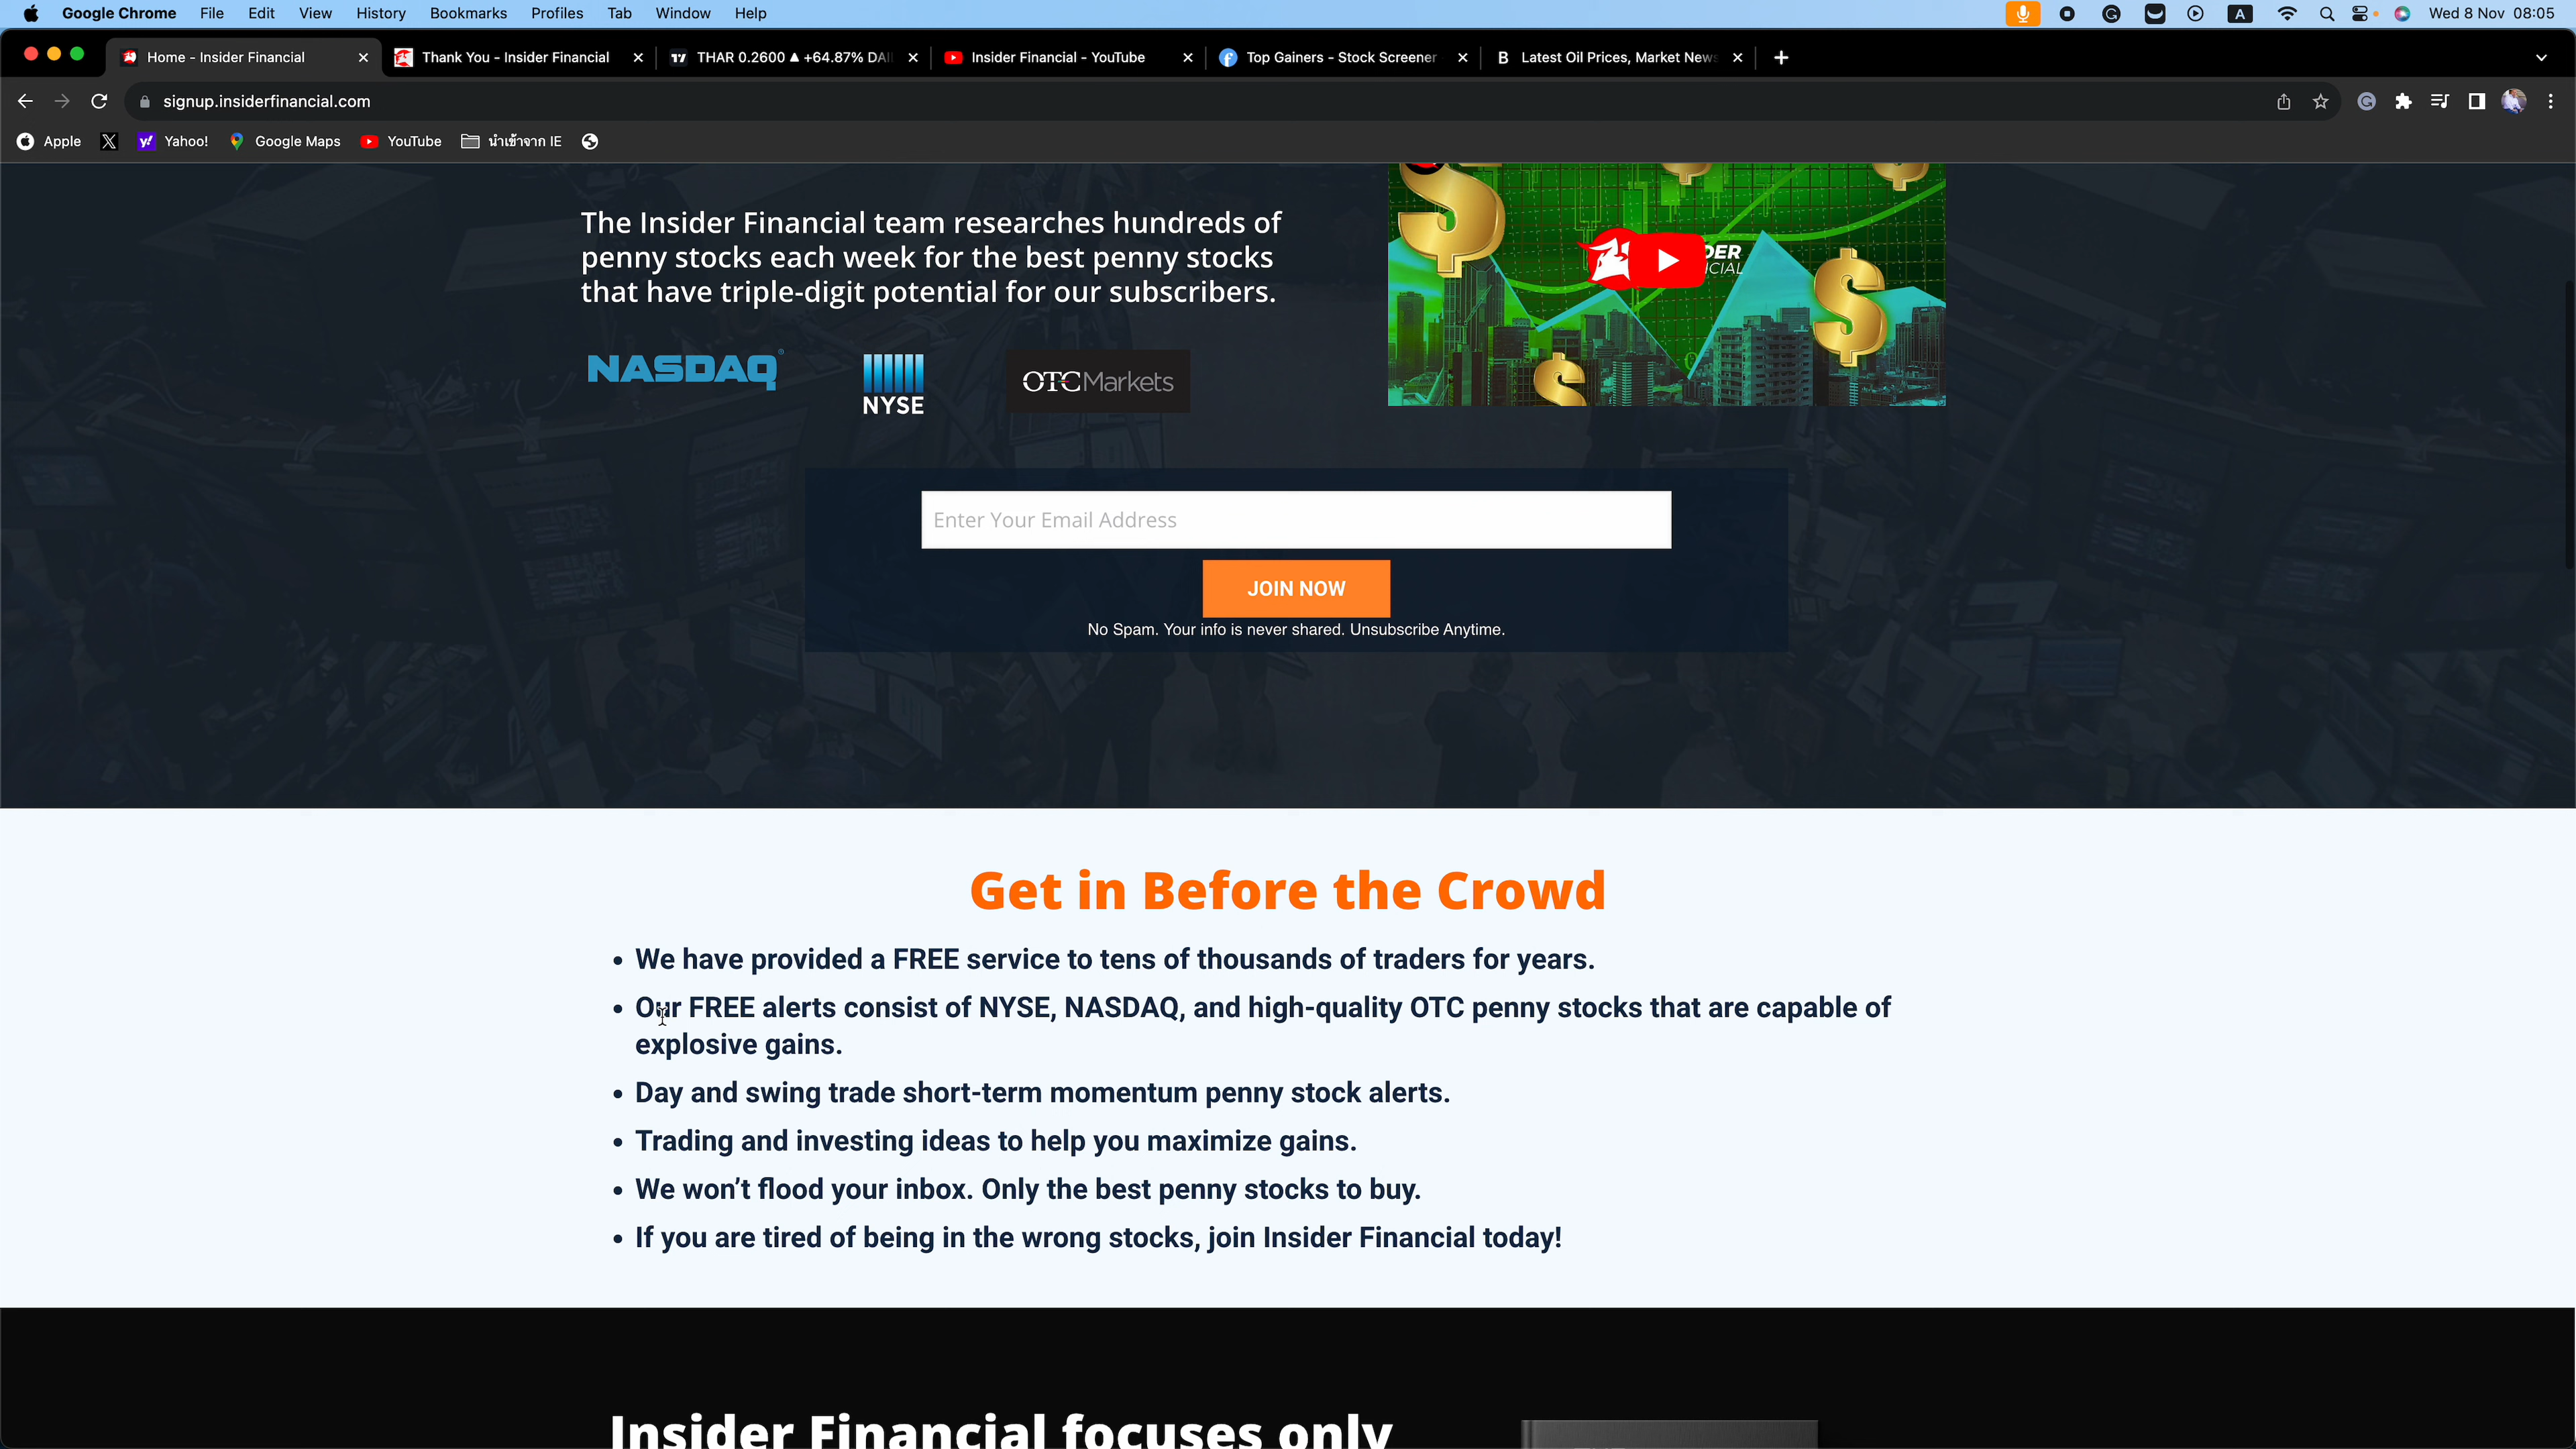 Google Chrome File Edit View History Bookmarks Profiles Tab Window Help A Wed 8 Nov 08:05
Home - Insider Financial Thank You - Insider Financial THAR 0.2600 ▲ +64.87% DAI Insider Financial - YouTube Top Gainers - Stock Screener B Latest Oil Prices, Market News
signup.insiderfinancial.com
Apple X Yahoo! Google Maps YouTube นำเข้าจาก IE
The Insider Financial team researches hundreds of
penny stocks each week for the best penny stocks
that have triple-digit potential for our subscribers.
NASDAQ
NYSE
OTC Markets
Enter Your Email Address
JOIN NOW
No Spam. Your info is never shared. Unsubscribe Anytime.
Get in Before the Crowd
• We have provided a FREE service to tens of thousands of traders for years.
• Our FREE alerts consist of NYSE, NASDAQ, and high-quality OTC penny stocks that are capable of
explosive gains.
• Day and swing trade short-term momentum penny stock alerts.
• Trading and investing ideas to help you maximize gains.
• We won’t flood your inbox. Only the best penny stocks to buy.
• If you are tired of being in the wrong stocks, join Insider Financial today!
Insider Financial focuses only